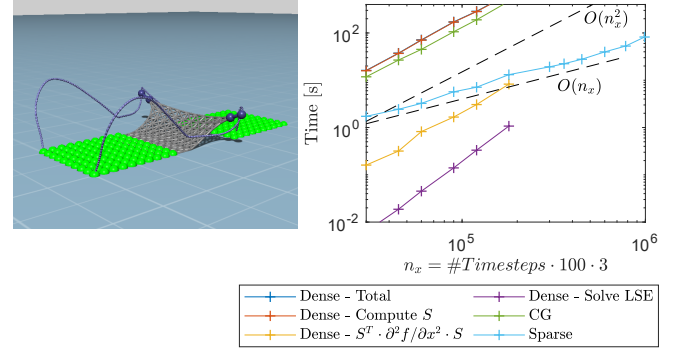 10^2
O(n_x^2)
O(n_x)
Time [s]
10^0
10^-2
10^5
10^6
n_x = #Timesteps · 100 · 3
Dense - Total
Dense - Compute S
Dense - S^T · ∂^2f/∂x^2 · S
Dense - Solve LSE
CG
Sparse